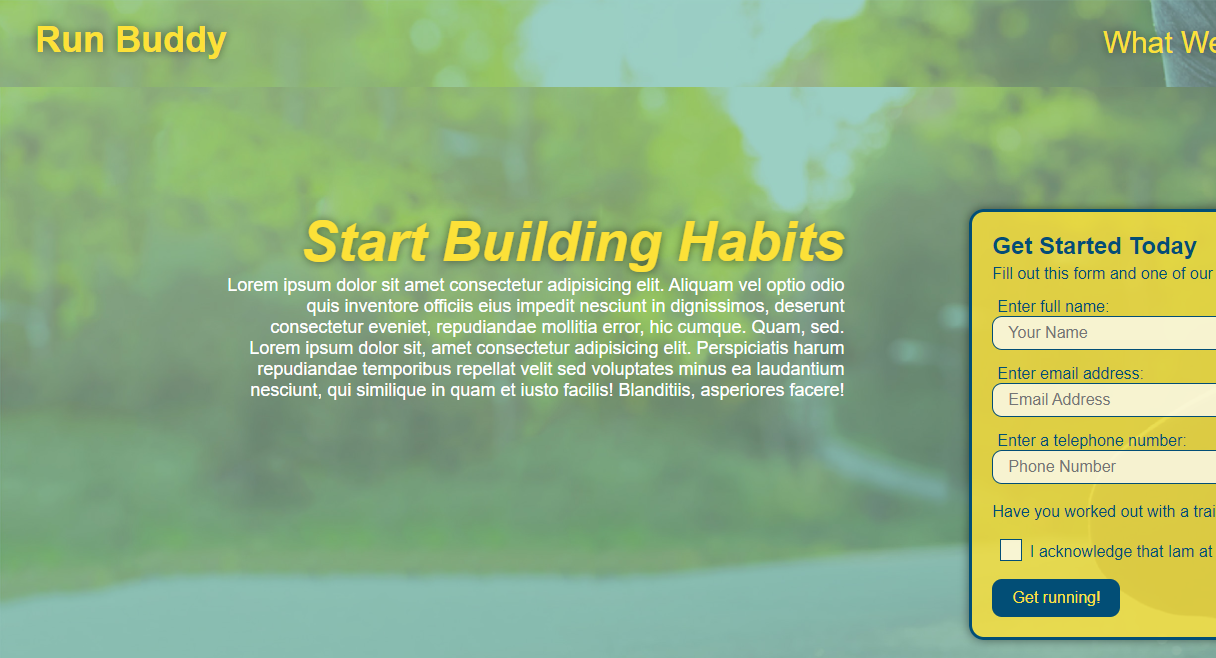 Run Buddy
What We
Start Building Habits
Lorem ipsum dolor sit amet consectetur adipisicing elit. Aliquam vel optio odio
quis inventore officiis eius impedit nesciunt in dignissimos, deserunt
consectetur eveniet, repudiandae mollitia error, hic cumque. Quam, sed.
Lorem ipsum dolor sit, amet consectetur adipisicing elit. Perspiciatis harum
repudiandae temporibus repellat velit sed voluptates minus ea laudantium
nesciunt, qui similique in quam et iusto facilis! Blanditiis, asperiores facere!
Get Started Today
Fill out this form and one of our
Enter full name:
Your Name
Enter email address:
Email Address
Enter a telephone number:
Phone Number
Have you worked out with a trai
I acknowledge that Iam at
Get running!